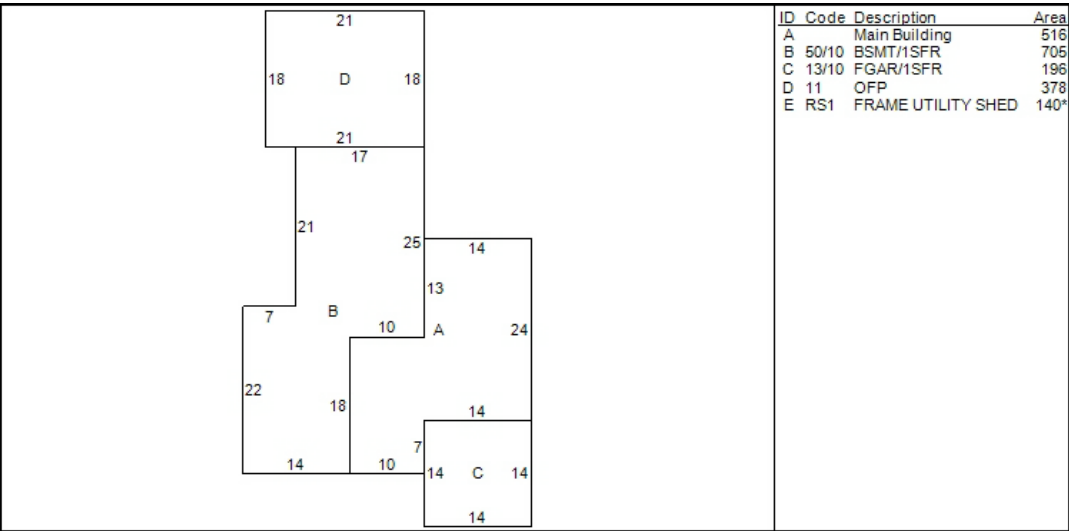 21
18 D 18
21
17
21
25
14
13
7
B
10
A
24
22
18
14
7
14
10
14 C 14
14
ID Code Description Area
A Main Building 516
B 50/10 BSMT/1SFR 705
C 13/10 FGAR/1SFR 196
D 11 OFP 378
E RS1 FRAME UTILITY SHED 140*